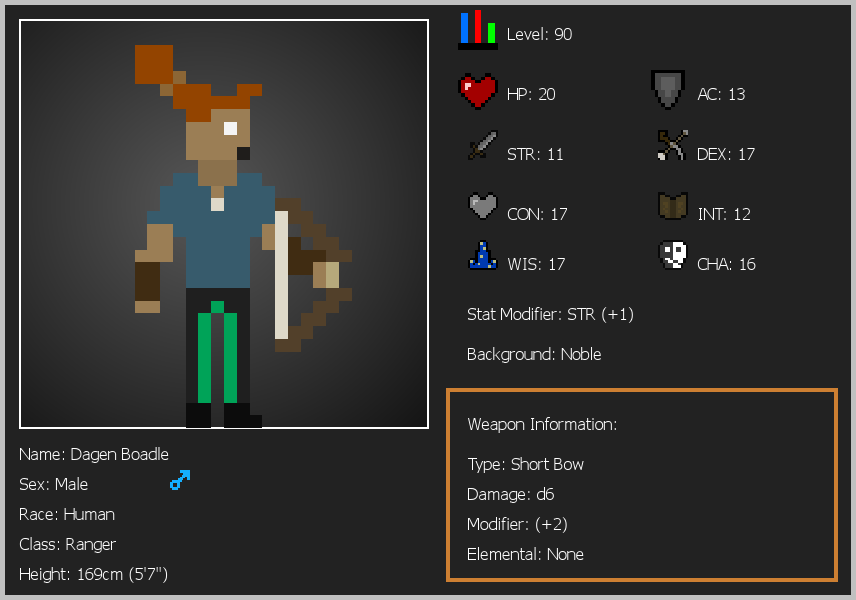 Level: 90
HP: 20
AC: 13
STR: 11
DEX: 17
CON: 17
INT: 12
WIS: 17
CHA: 16
Stat Modifier: STR (+1)
Background: Noble
Weapon Information:
Type: Short Bow
Damage: d6
Modifier: (+2)
Elemental: None
Name: Dagen Boadle
Sex: Male
Race: Human
Class: Ranger
Height: 169cm (5'7")